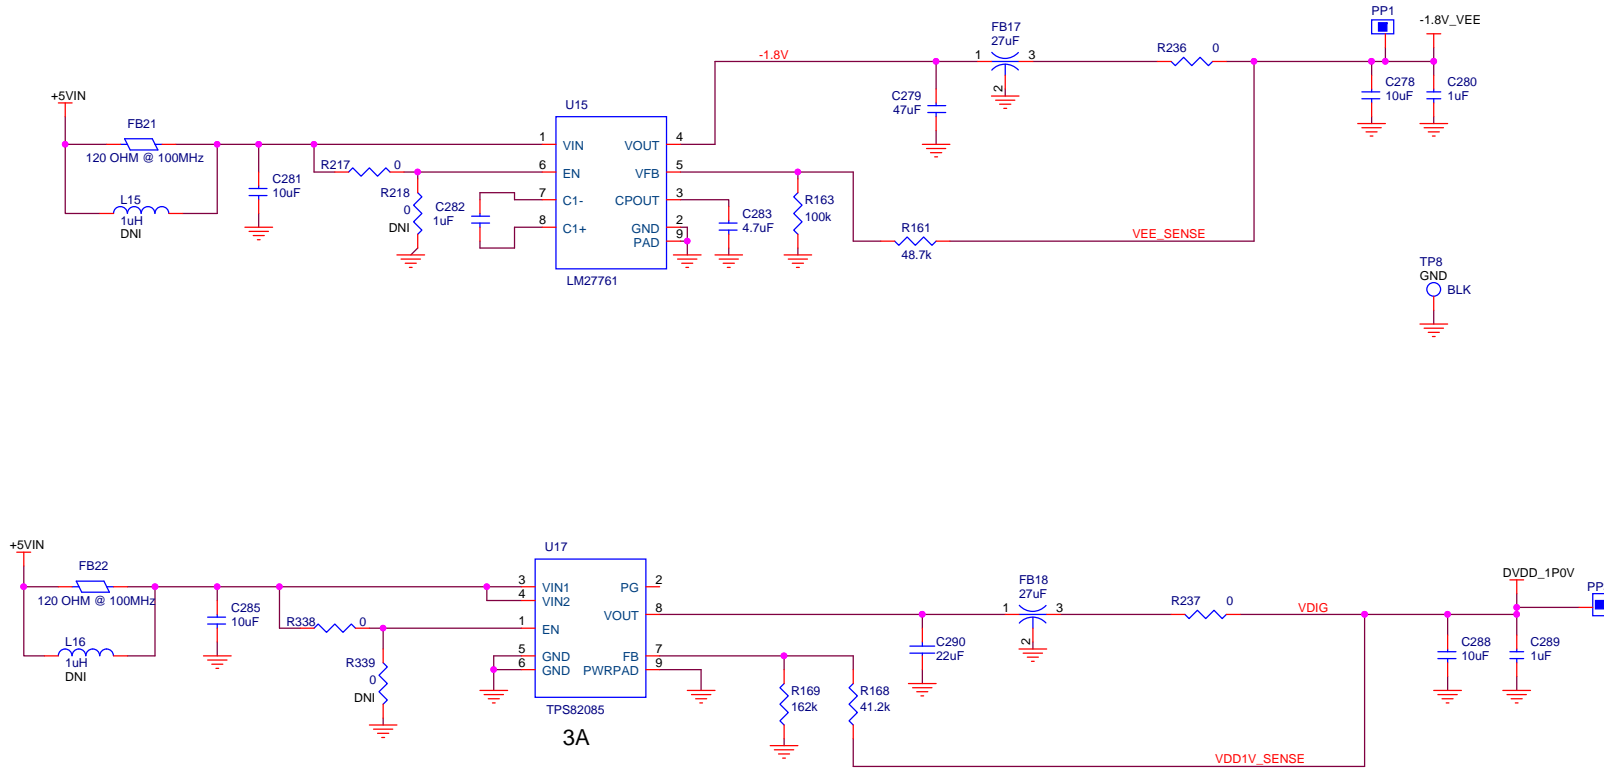 PP1
-1.8V_VEE
FB17
27uF
1
3
2
R236
0
-1.8V
C279
47uF
C278
10uF
C280
1uF
+5VIN
FB21
120 OHM @ 100MHz
L15
1uH
DNI
C281
10uF
R217
0
R218
0
DNI
C282
1uF
U15
1
VIN
VOUT
4
6
EN
VFB
5
7
C1-
CPOUT
3
8
C1+
GND
2
PAD
9
LM27761
C283
4.7uF
R163
100k
R161
48.7k
VEE_SENSE
TP8
GND
BLK
+5VIN
FB22
120 OHM @ 100MHz
L16
1uH
DNI
C285
10uF
R338
0
R339
0
DNI
U17
3
VIN1
PG
2
4
VIN2
VOUT
8
1
EN
5
GND
FB
7
6
GND
PWRPAD
9
TPS82085
3A
C290
22uF
FB18
27uF
1
3
2
R237
0
VDIG
DVDD_1P0V
PP
C288
10uF
C289
1uF
R169
162k
R168
41.2k
VDD1V_SENSE